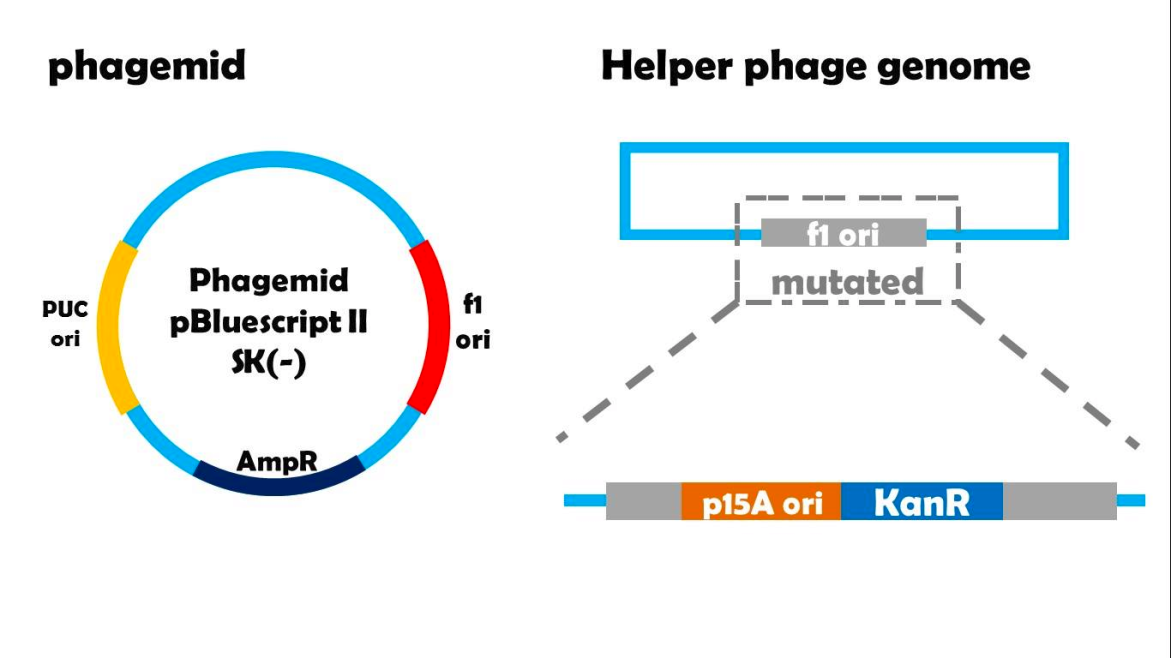 phagemid
Helper phage genome
PUC
ori
Phagemid
pBluescript II
SK(-)
f1
ori
AmpR
f1 ori
mutated
p15A ori
KanR